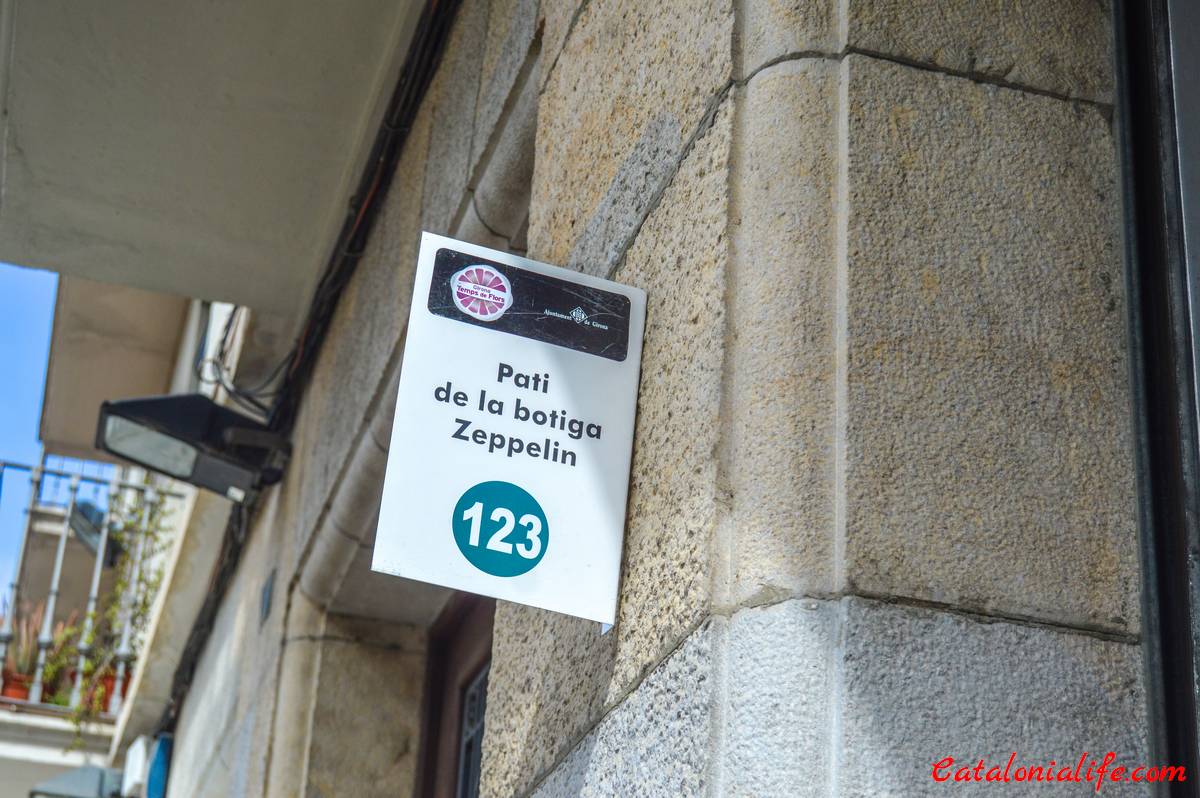 Girona
Temps de Flors
Ajuntament de Girona
Pati
de la botiga
Zeppelin
123
Catalonialife.com